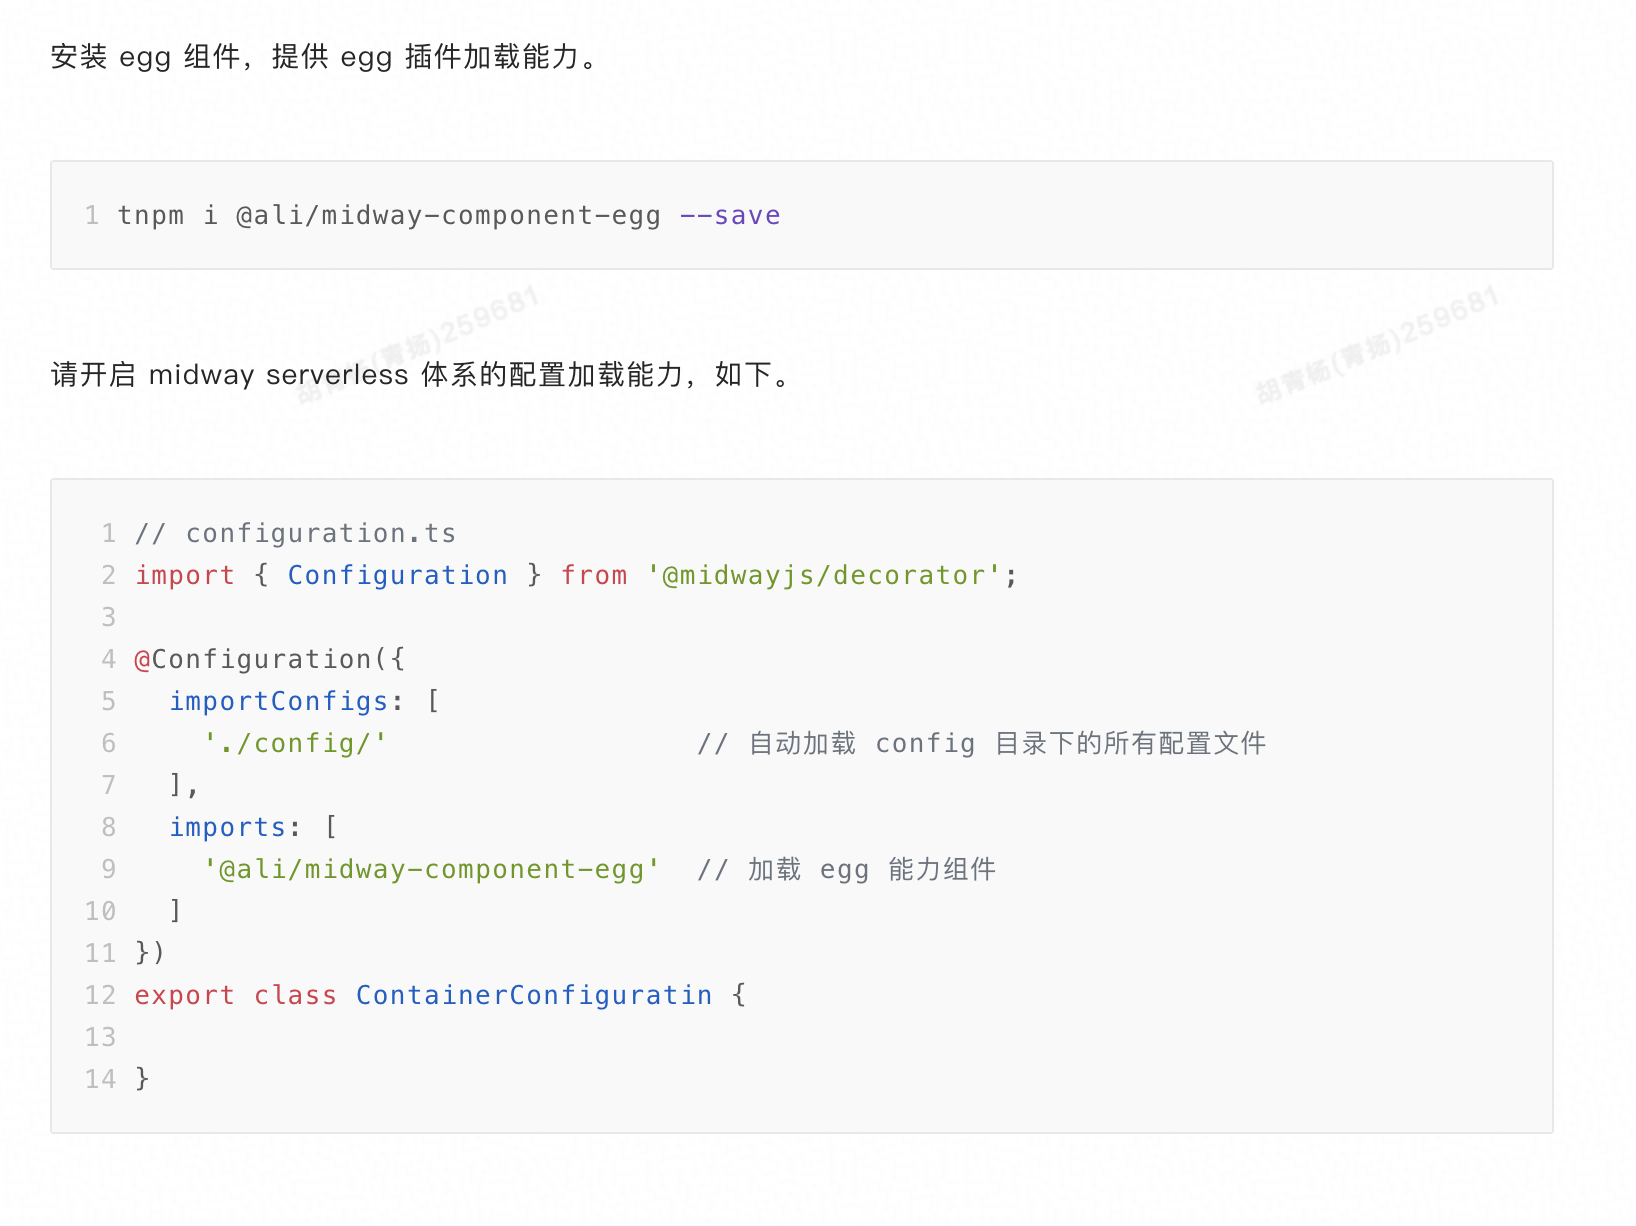 安装 egg 组件，提供 egg 插件加载能力。
1 tnpm i @ali/midway-component-egg --save
胡青杨(青扬)259681
胡青杨(青扬)259681
请开启 midway serverless 体系的配置加载能力，如下。
1 // configuration.ts
2 import { Configuration } from '@midwayjs/decorator';
3
4 @Configuration({
5   importConfigs: [
6     './config/'                  // 自动加载 config 目录下的所有配置文件
7   ],
8   imports: [
9     '@ali/midway-component-egg'  // 加载 egg 能力组件
10   ]
11 })
12 export class ContainerConfiguratin {
13
14 }